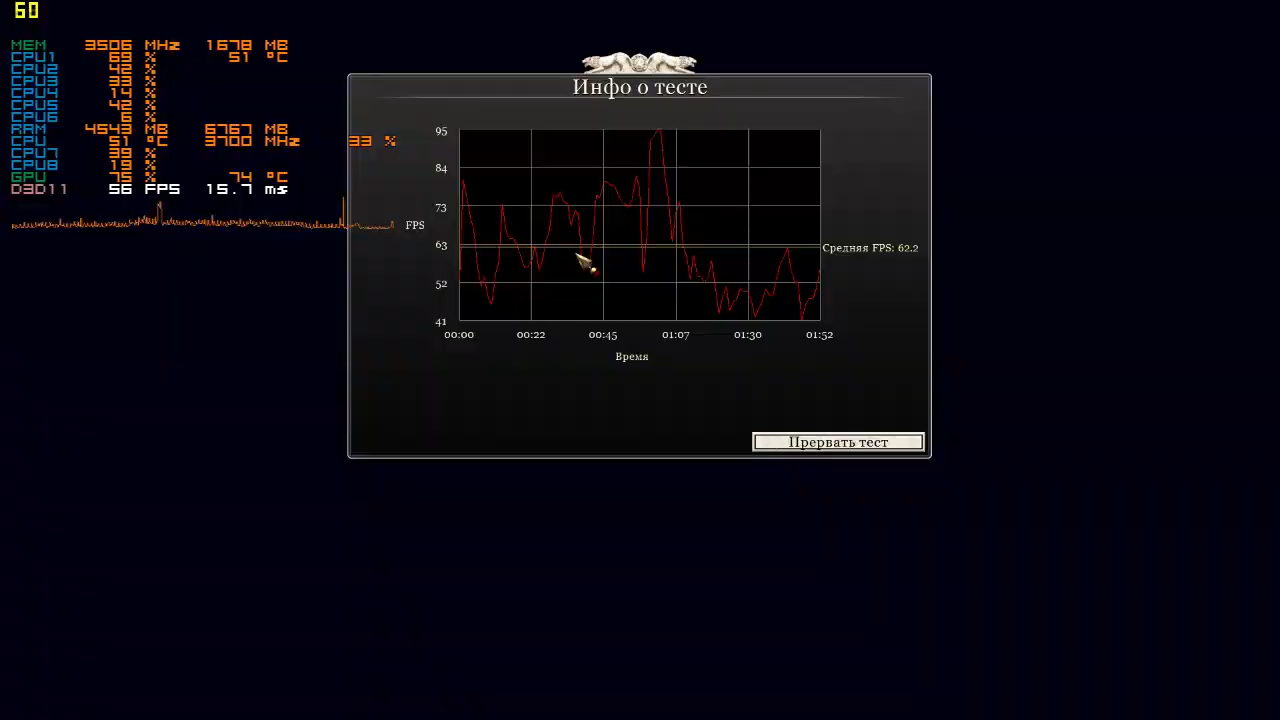 60
MEM 3506 MHz 1678 MB
CPU1 69 % 51 °C
CPU2 42 %
CPU3 33 %
CPU4 14 %
CPU5 42 %
CPU6 6 %
RAM 4543 MB 6767 MB
CPU 51 °C 3700 MHz 33 %
CPU7 39 %
CPU8 19 %
GPU 75 % 74 °C
D3D11 56 FPS 15.7 ms
Инфо о тесте
95
84
73
FPS
63
Средняя FPS: 62.2
52
41
00:00 00:22 00:45 01:07 01:30 01:52
Время
Прервать тест